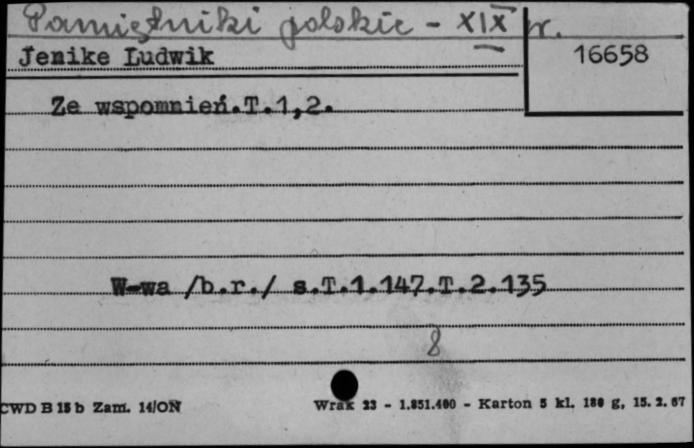 Pamiętniki polskie - XIX w.
Jenike Ludwik
16658
Ze wspomnień.T.1,2.
W-wa /b.r./ s.T.1.147.T.2.135
8
CWD B 15 b Zam. 14/ON
Wrak 23 - 1.851.400 - Karton 5 kl. 180 g, 15.2.67